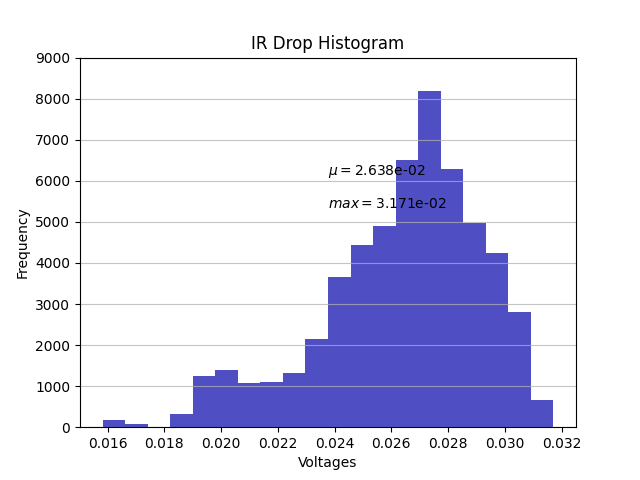 IR Drop Histogram
9000
8000
7000
6000
5000
4000
3000
2000
1000
0
Frequency
μ = 2.638e-02
max = 3.171e-02
0.016 0.018 0.020 0.022 0.024 0.026 0.028 0.030 0.032
Voltages